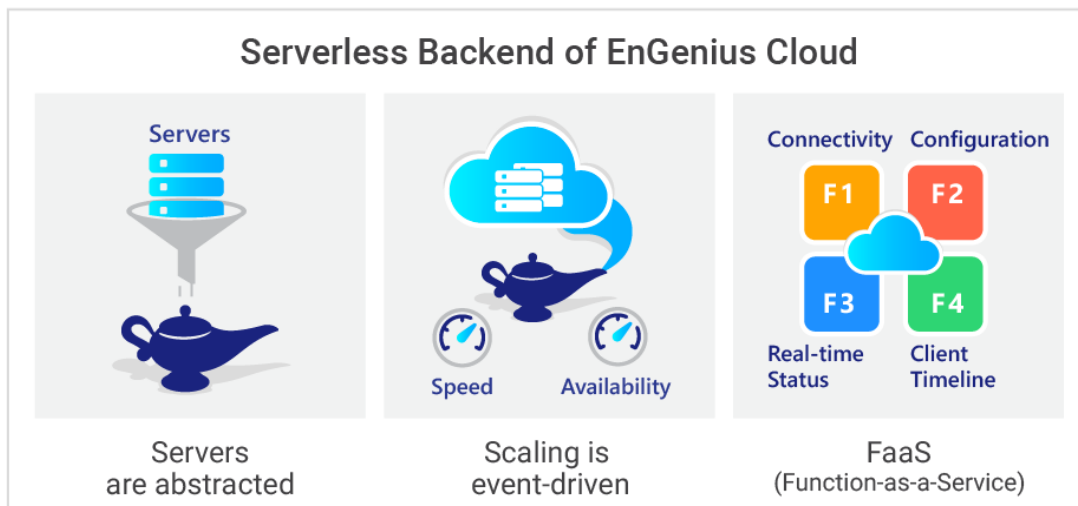 Serverless Backend of EnGenius Cloud
Servers
Servers
are abstracted
Speed
Availability
Scaling is
event-driven
Connectivity
Configuration
F1
F2
F3
F4
Real-time
Status
Client
Timeline
FaaS
(Function-as-a-Service)